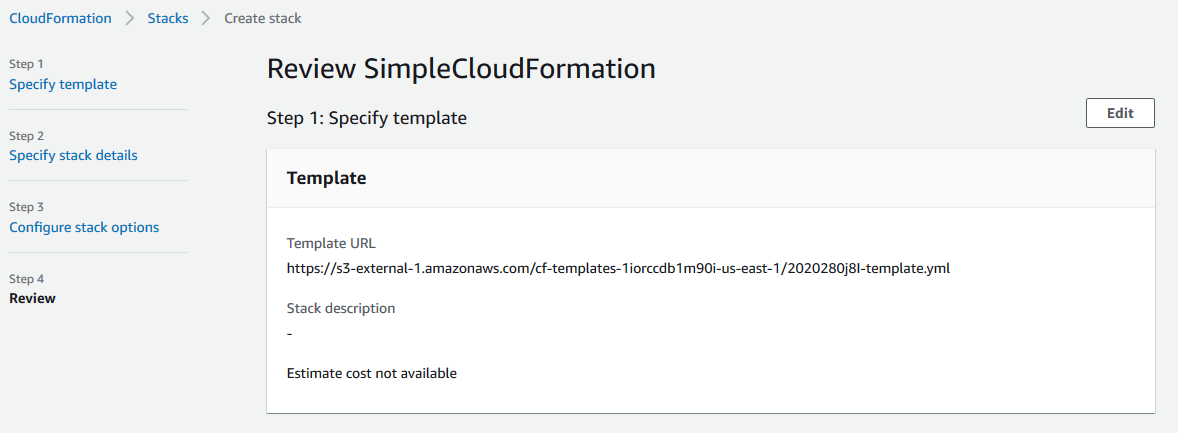 CloudFormation > Stacks > Create stack
Step 1
Specify template
Step 2
Specify stack details
Step 3
Configure stack options
Step 4
Review
Review SimpleCloudFormation
Step 1: Specify template
Edit
Template
Template URL
https://s3-external-1.amazonaws.com/cf-templates-1iorccdb1m90i-us-east-1/2020280j8I-template.yml
Stack description
-
Estimate cost not available